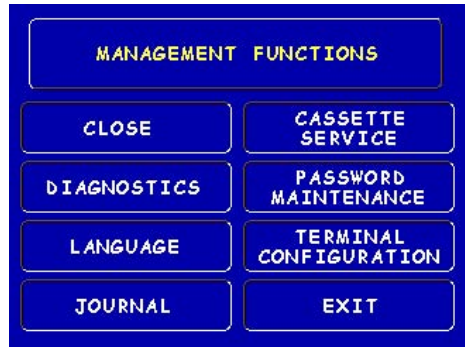 MANAGEMENT FUNCTIONS
CLOSE
CASSETTE
SERVICE
DIAGNOSTICS
PASSWORD
MAINTENANCE
LANGUAGE
TERMINAL
CONFIGURATION
JOURNAL
EXIT